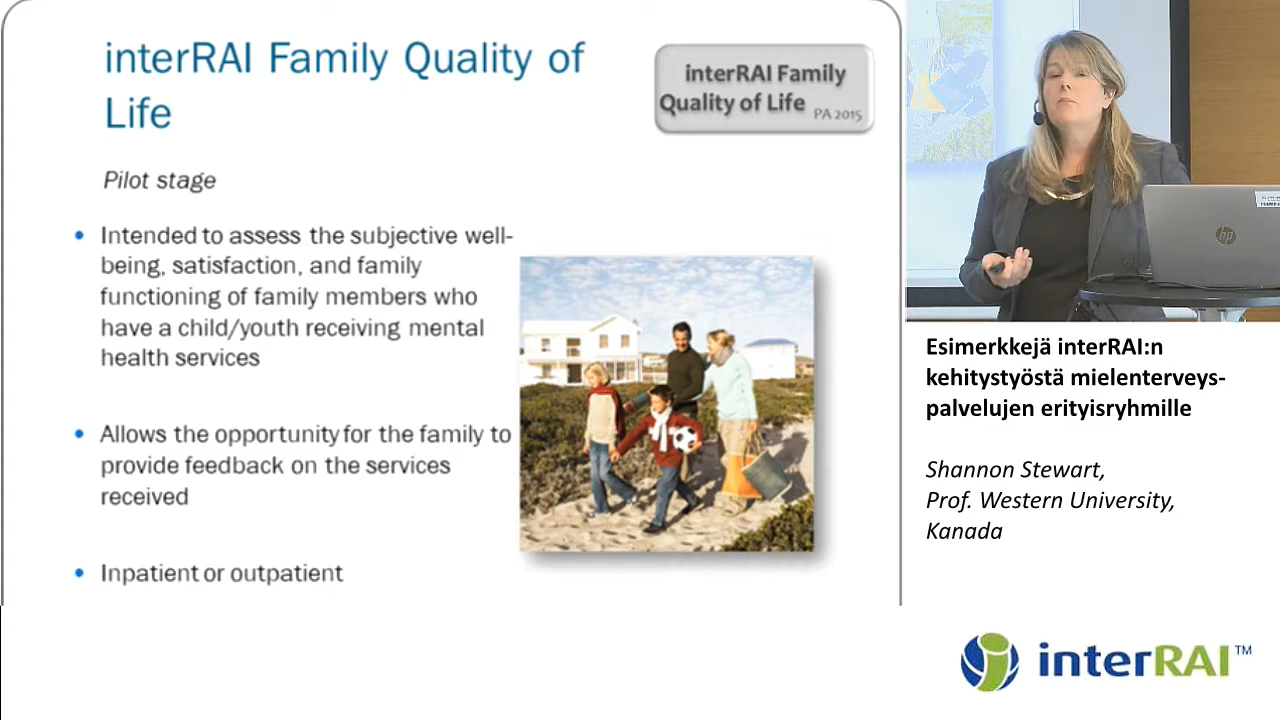 interRAI Family Quality of
Life
interRAI Family
Quality of Life PA 2015
Pilot stage
• Intended to assess the subjective well-
being, satisfaction, and family
functioning of family members who
have a child/youth receiving mental
health services
• Allows the opportunity for the family to
provide feedback on the services
received
• Inpatient or outpatient
hp
Esimerkkejä interRAI:n
kehitystyöstä mielenterveys-
palvelujen erityisryhmille
Shannon Stewart,
Prof. Western University,
Kanada
interRAI™